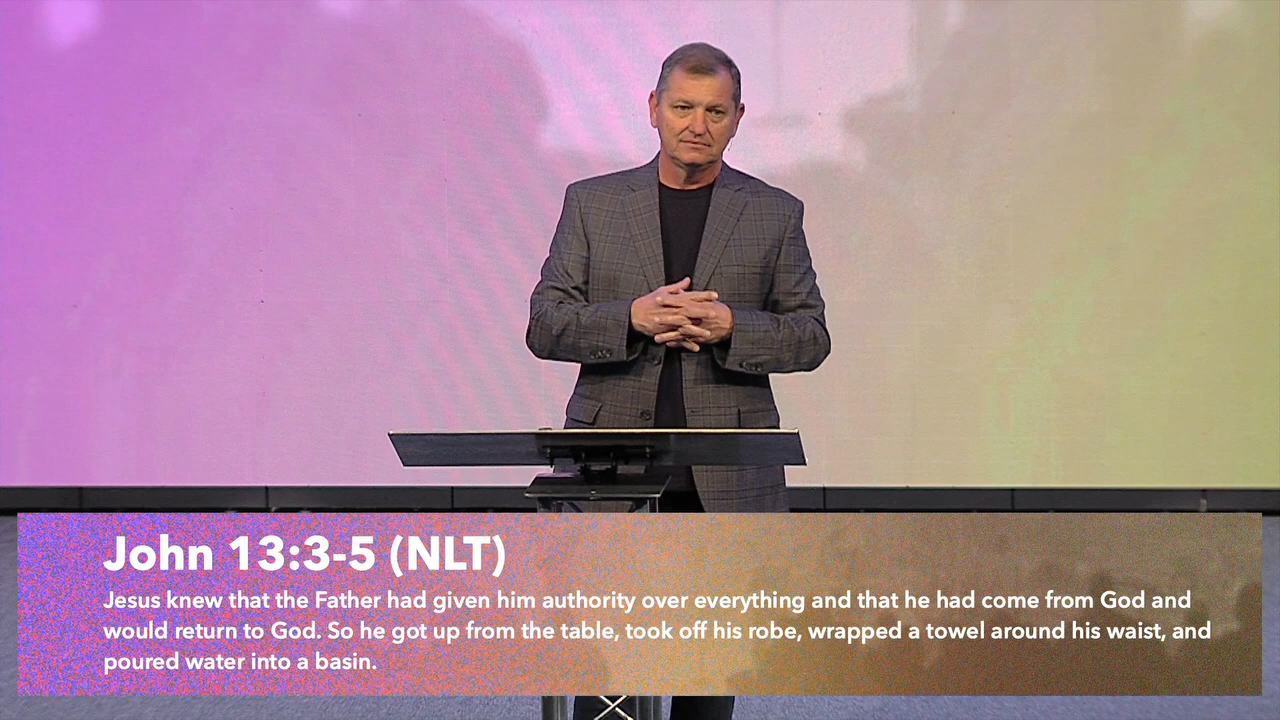 John 13:3-5 (NLT)
Jesus knew that the Father had given him authority over everything and that he had come from God and
would return to God. So he got up from the table, took off his robe, wrapped a towel around his waist, and
poured water into a basin.